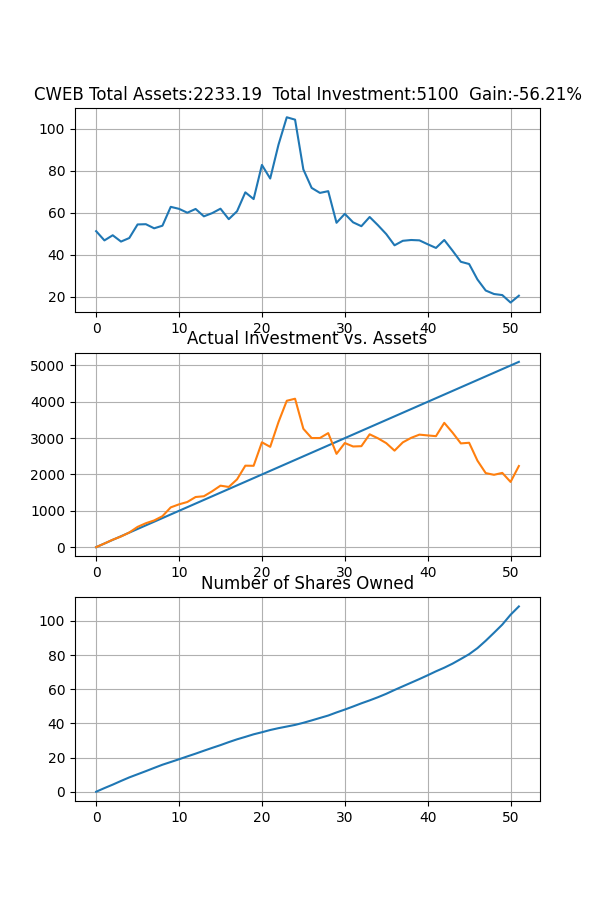 CWEB Total Assets:2233.19  Total Investment:5100  Gain:-56.21%
100
80
60
40
20
0 10 20 30 40 50
Actual Investment vs. Assets
5000
4000
3000
2000
1000
0
0 10 20 30 40 50
Number of Shares Owned
100
80
60
40
20
0
0 10 20 30 40 50